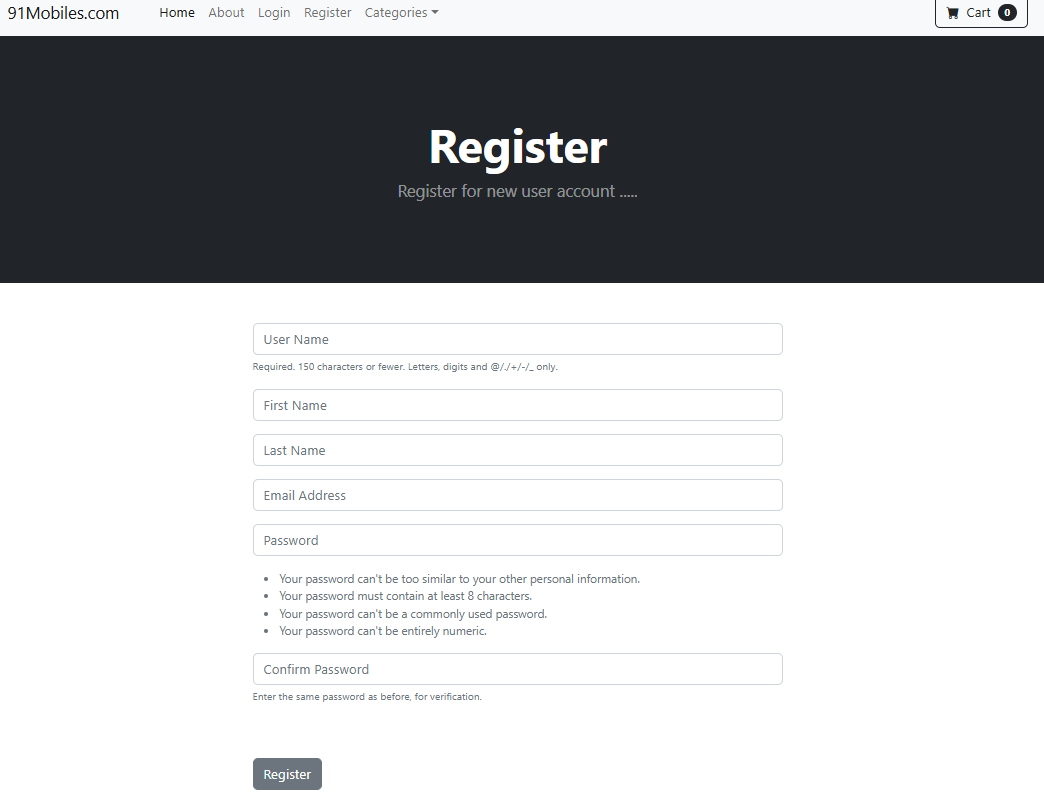 91Mobiles.com Home About Login Register Categories Cart 0
Register
Register for new user account .....
User Name
Required. 150 characters or fewer. Letters, digits and @/./+/-/_ only.
First Name
Last Name
Email Address
Password
• Your password can't be too similar to your other personal information.
• Your password must contain at least 8 characters.
• Your password can't be a commonly used password.
• Your password can't be entirely numeric.
Confirm Password
Enter the same password as before, for verification.
Register